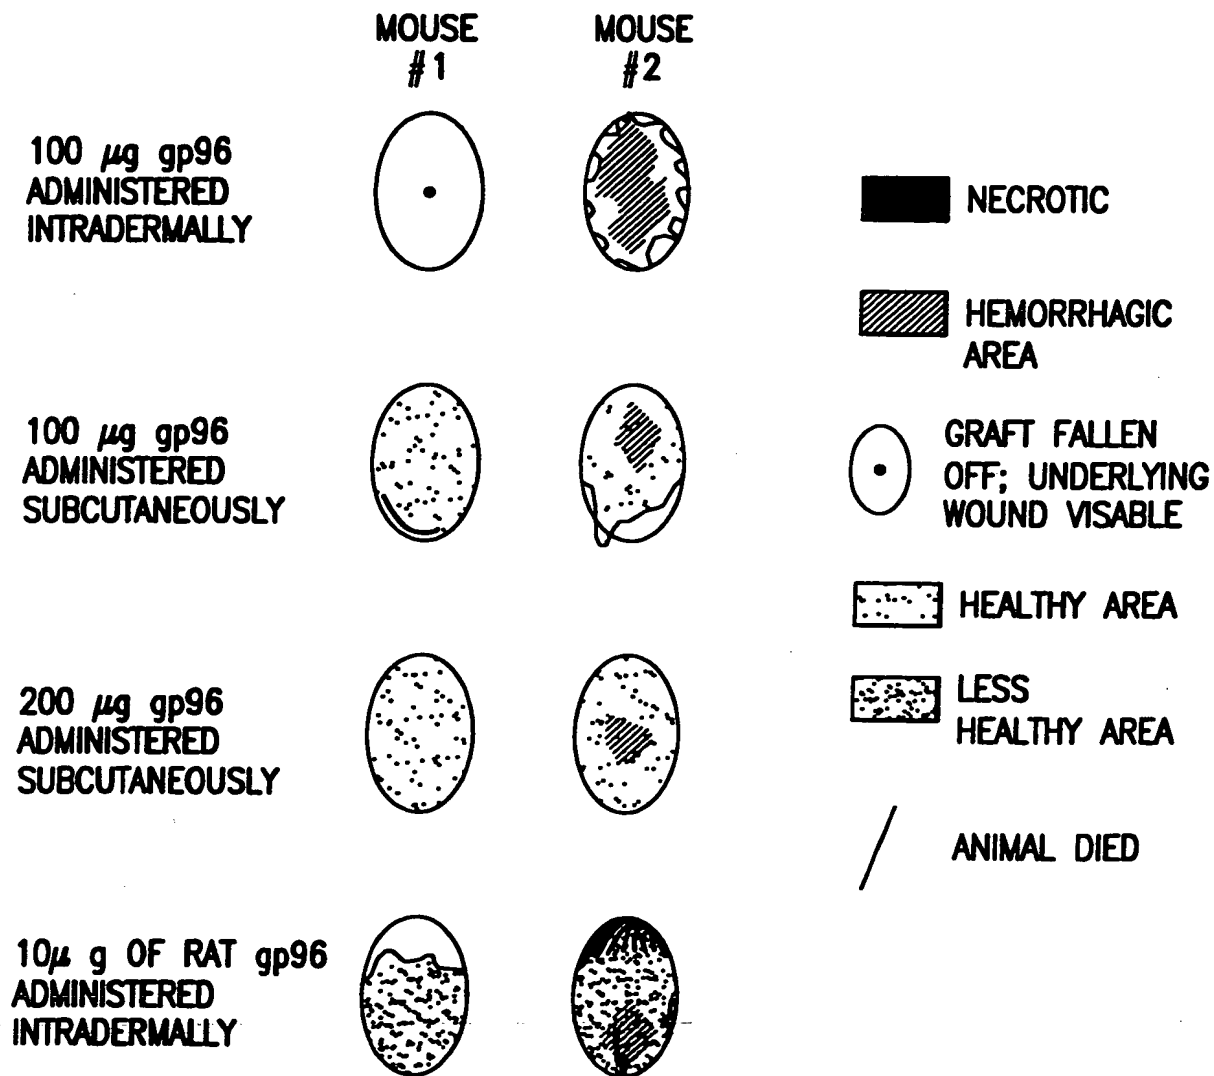 MOUSE
#1
MOUSE
#2
100 μg gp96
ADMINISTERED
INTRADERMALLY
100 μg gp96
ADMINISTERED
SUBCUTANEOUSLY
200 μg gp96
ADMINISTERED
SUBCUTANEOUSLY
10μ g OF RAT gp96
ADMINISTERED
INTRADERMALLY
NECROTIC
HEMORRHAGIC
AREA
GRAFT FALLEN
OFF; UNDERLYING
WOUND VISABLE
HEALTHY AREA
LESS
HEALTHY AREA
ANIMAL DIED